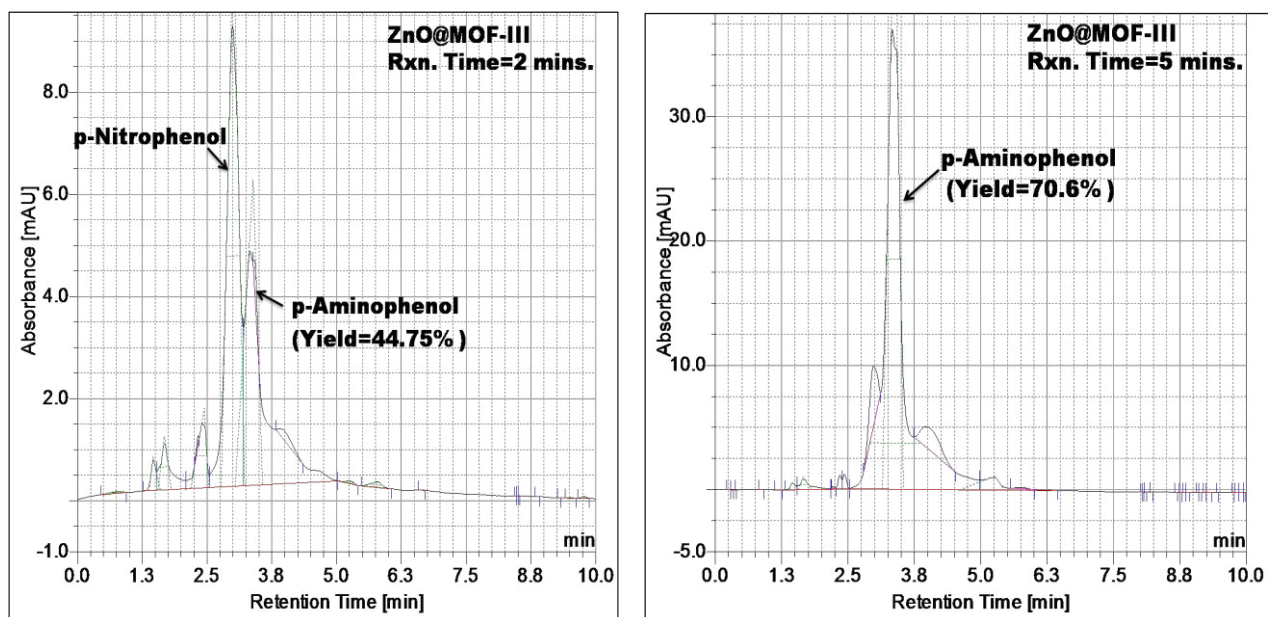 ZnO@MOF-III
Rxn. Time=2 mins.
p-Nitrophenol
p-Aminophenol
(Yield=44.75% )
Absorbance [mAU]
8.0
6.0
4.0
2.0
-1.0
min
0.0 1.3 2.5 3.8 5.0 6.3 7.5 8.8 10.0
Retention Time [min]
ZnO@MOF-III
Rxn. Time=5 mins.
p-Aminophenol
(Yield=70.6% )
Absorbance [mAU]
30.0
20.0
10.0
-5.0
min
0.0 1.3 2.5 3.8 5.0 6.3 7.5 8.8 10.0
Retention Time [min]